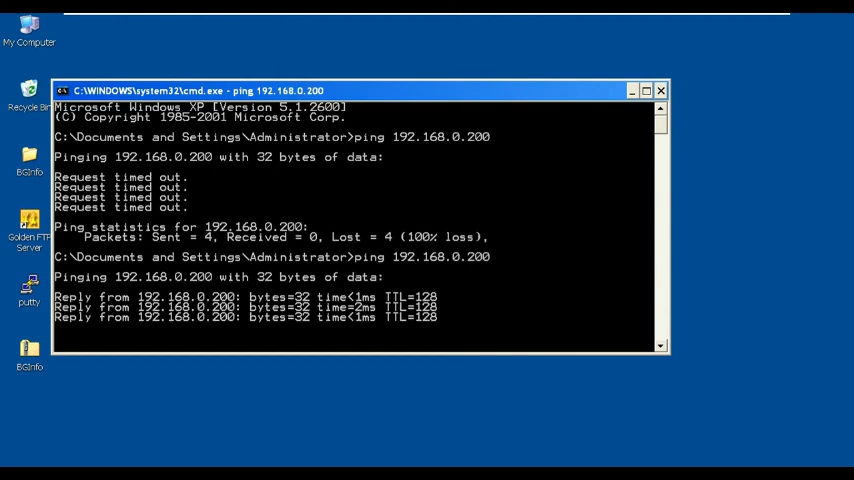 My Computer
Recycle Bin
BGInfo
Golden FTP
Server
putty
BGInfo
C:\WINDOWS\system32\cmd.exe - ping 192.168.0.200
Microsoft Windows XP [Version 5.1.2600]
(C) Copyright 1985-2001 Microsoft Corp.
C:\Documents and Settings\Administrator>ping 192.168.0.200
Pinging 192.168.0.200 with 32 bytes of data:
Request timed out.
Request timed out.
Request timed out.
Request timed out.
Ping statistics for 192.168.0.200:
Packets: Sent = 4, Received = 0, Lost = 4 (100% loss),
C:\Documents and Settings\Administrator>ping 192.168.0.200
Pinging 192.168.0.200 with 32 bytes of data:
Reply from 192.168.0.200: bytes=32 time<1ms TTL=128
Reply from 192.168.0.200: bytes=32 time=2ms TTL=128
Reply from 192.168.0.200: bytes=32 time<1ms TTL=128